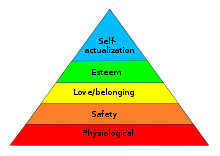 Self-
actualization
Esteem
Love/belonging
Safety
Physiological